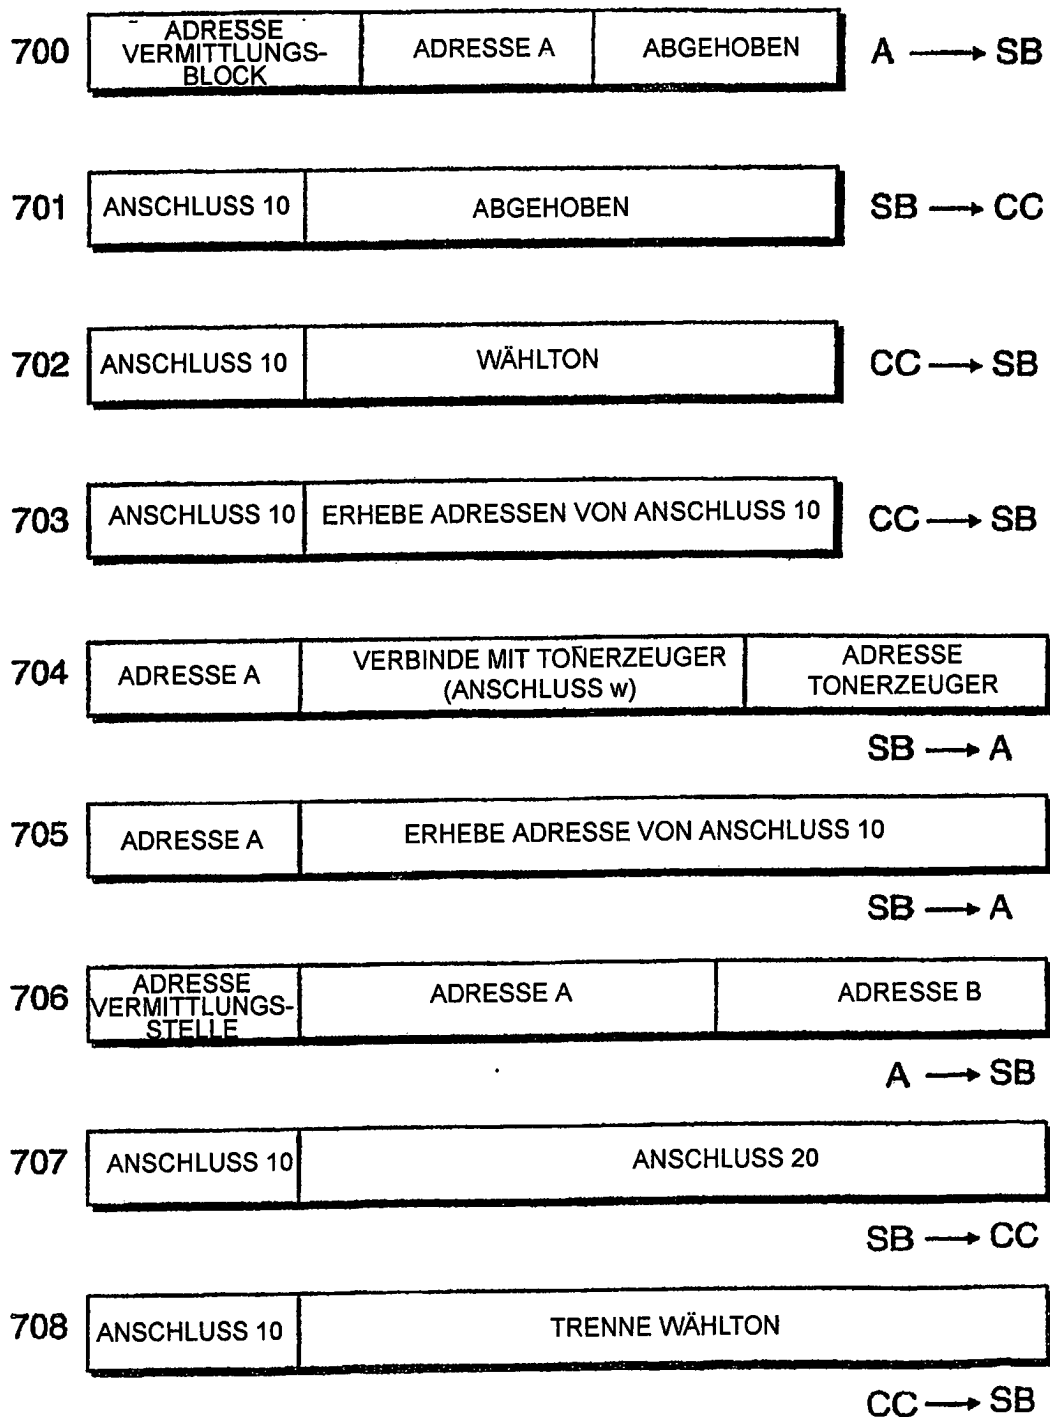 700 ADRESSE VERMITTLUNGS-BLOCK ADRESSE A ABGEHOBEN A → SB
701 ANSCHLUSS 10 ABGEHOBEN SB → CC
702 ANSCHLUSS 10 WÄHLTON CC → SB
703 ANSCHLUSS 10 ERHEBE ADRESSEN VON ANSCHLUSS 10 CC → SB
704 ADRESSE A VERBINDE MIT TONERZEUGER (ANSCHLUSS w) ADRESSE TONERZEUGER
SB → A
705 ADRESSE A ERHEBE ADRESSE VON ANSCHLUSS 10
SB → A
706 ADRESSE VERMITTLUNGS-STELLE ADRESSE A ADRESSE B
A → SB
707 ANSCHLUSS 10 ANSCHLUSS 20
SB → CC
708 ANSCHLUSS 10 TRENNE WÄHLTON
CC → SB